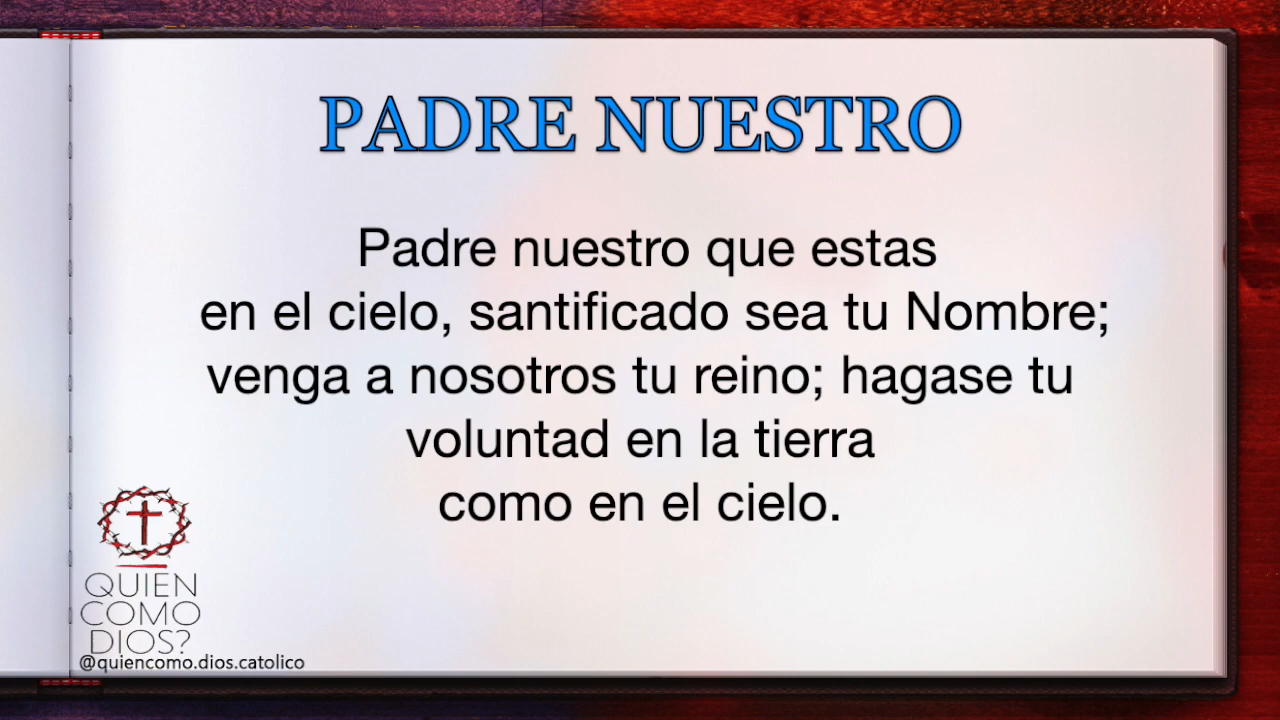 PADRE NUESTRO
Padre nuestro que estas
en el cielo, santificado sea tu Nombre;
venga a nosotros tu reino; hagase tu
voluntad en la tierra
como en el cielo.
QUIEN
COMO
DIOS?
@quiencomo.dios.catolico